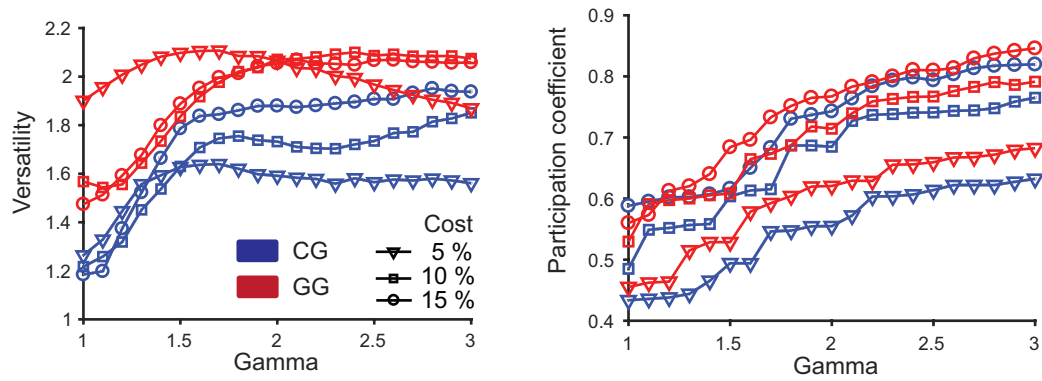 2.2
2
1.8
1.6
1.4
1.2
1
Versatility
CG
GG
Cost
5 %
10 %
15 %
1 1.5 2 2.5 3
Gamma
0.9
0.8
0.7
0.6
0.5
0.4
Participation coefficient
1 1.5 2 2.5 3
Gamma